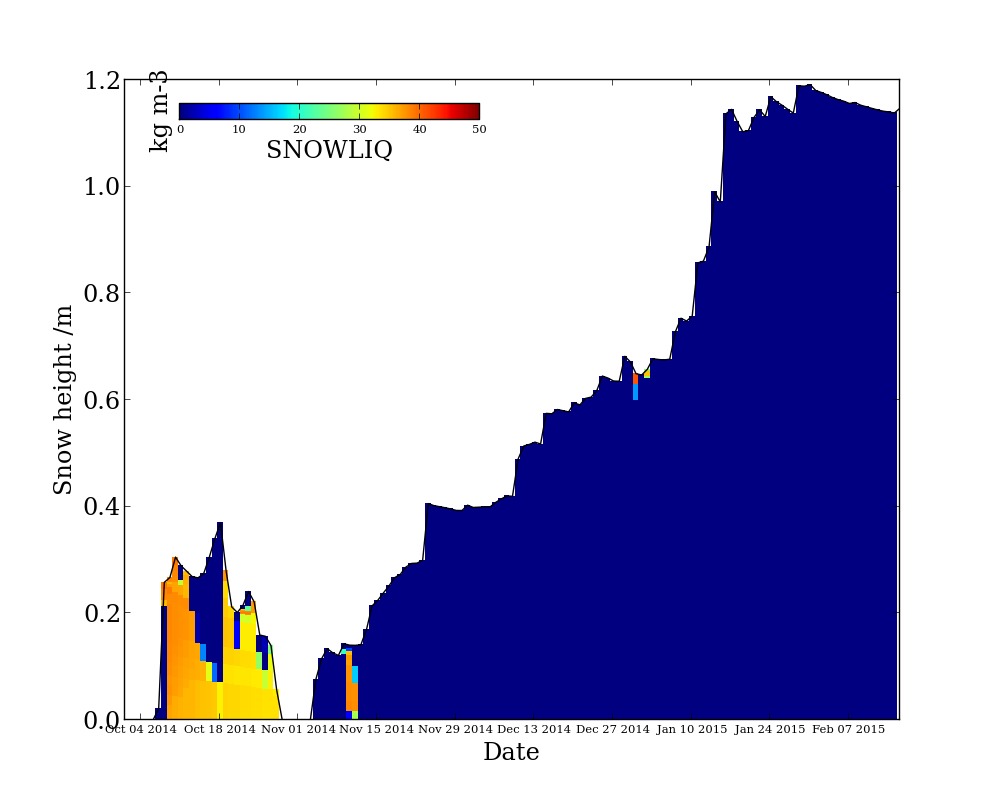 1.2
kg m-3
0 10 20 30 40 50
SNOWLIQ
1.0
0.8
Snow height /m
0.6
0.4
0.2
0.0
Oct 04 2014 Oct 18 2014 Nov 01 2014 Nov 15 2014 Nov 29 2014 Dec 13 2014 Dec 27 2014 Jan 10 2015 Jan 24 2015 Feb 07 2015
Date